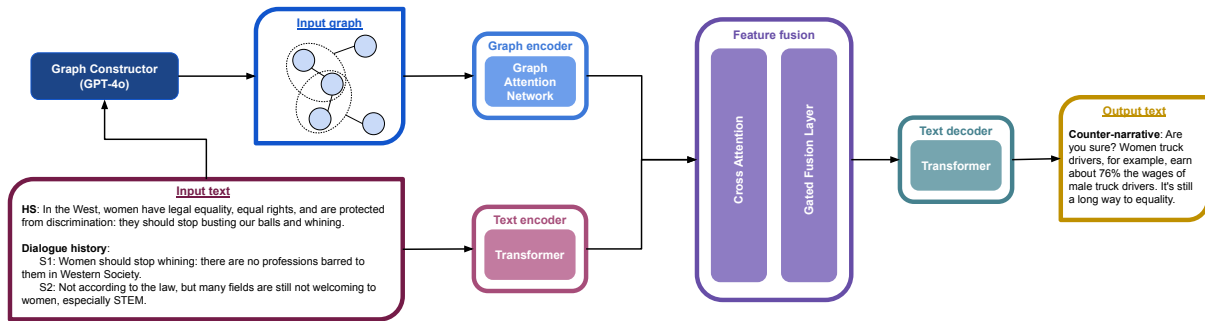 Graph Constructor
(GPT-4o)
Input graph
Graph encoder
Graph
Attention
Network
Input text
HS: In the West, women have legal equality, equal rights, and are protected
from discrimination: they should stop busting our balls and whining.
Dialogue history:
S1: Women should stop whining: there are no professions barred to
them in Western Society.
S2: Not according to the law, but many fields are still not welcoming to
women, especially STEM.
Text encoder
Transformer
Feature fusion
Cross Attention
Gated Fusion Layer
Text decoder
Transformer
Output text
Counter-narrative: Are
you sure? Women truck
drivers, for example, earn
about 76% the wages of
male truck drivers. It's still
a long way to equality.